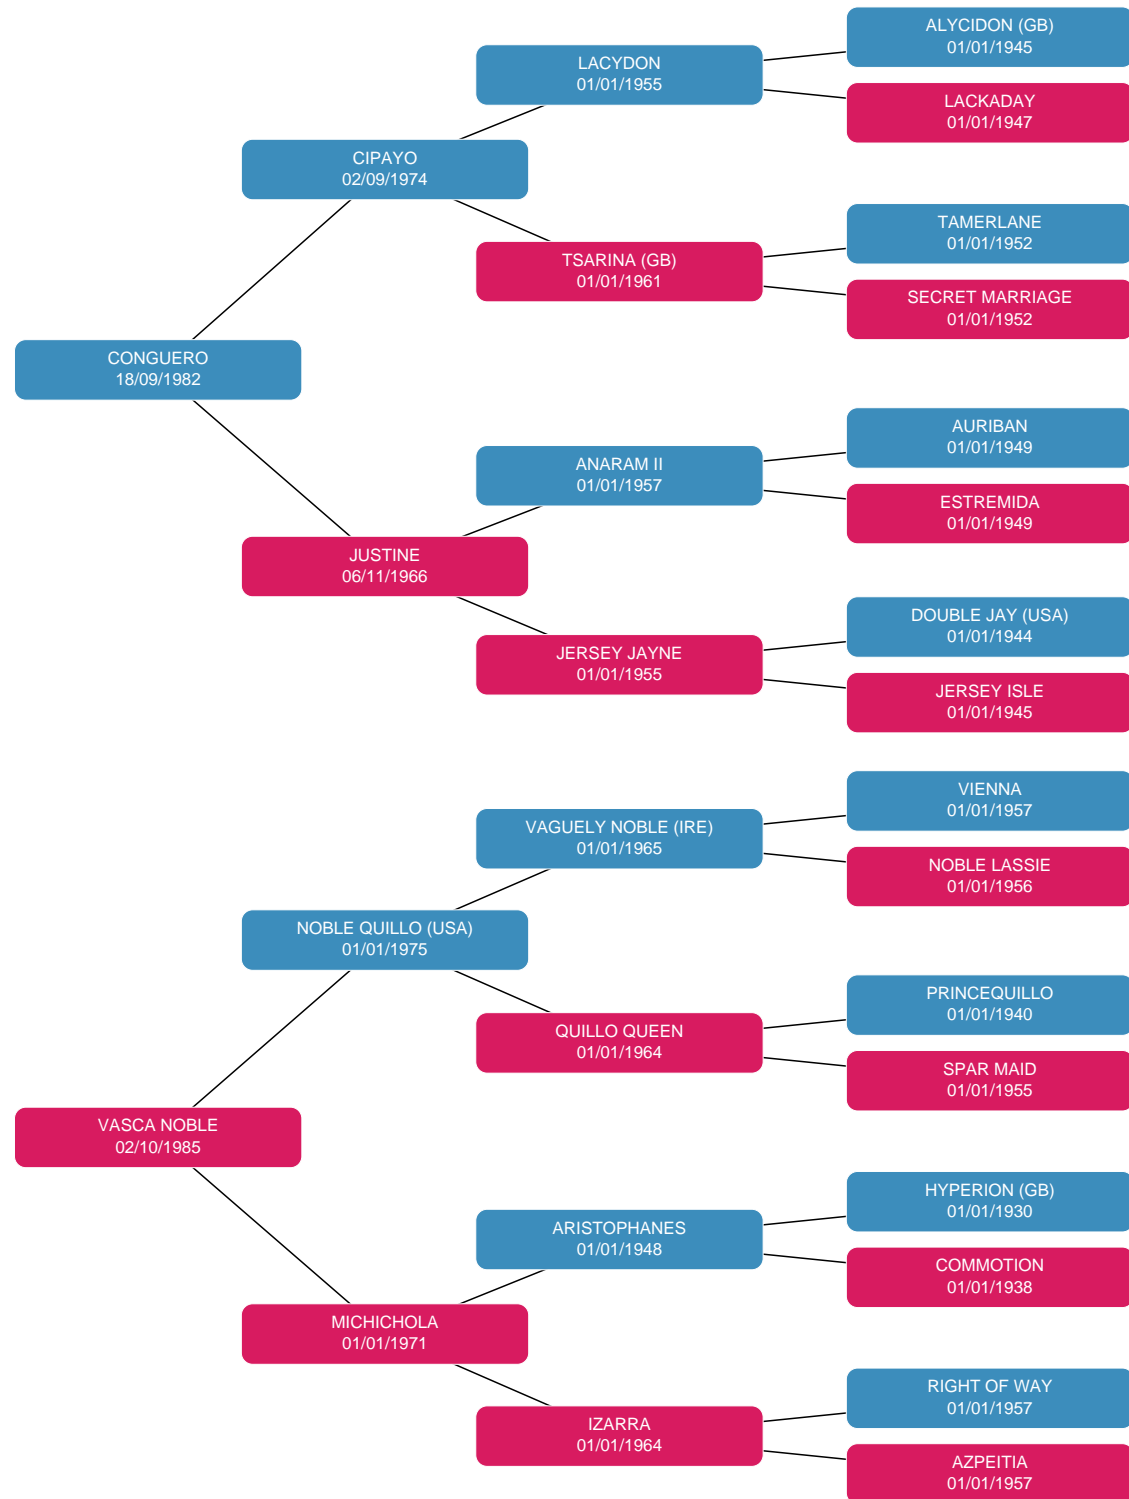 ALYCIDON (GB)
01/01/1945
LACYDON
01/01/1955
LACKADAY
01/01/1947
CIPAYO
02/09/1974
TAMERLANE
01/01/1952
TSARINA (GB)
01/01/1961
SECRET MARRIAGE
01/01/1952
CONGUERO
18/09/1982
AURIBAN
01/01/1949
ANARAM II
01/01/1957
ESTREMIDA
01/01/1949
JUSTINE
06/11/1966
DOUBLE JAY (USA)
01/01/1944
JERSEY JAYNE
01/01/1955
JERSEY ISLE
01/01/1945
VIENNA
01/01/1957
VAGUELY NOBLE (IRE)
01/01/1965
NOBLE LASSIE
01/01/1956
NOBLE QUILLO (USA)
01/01/1975
PRINCEQUILLO
01/01/1940
QUILLO QUEEN
01/01/1964
SPAR MAID
01/01/1955
VASCA NOBLE
02/10/1985
HYPERION (GB)
01/01/1930
ARISTOPHANES
01/01/1948
COMMOTION
01/01/1938
MICHICHOLA
01/01/1971
RIGHT OF WAY
01/01/1957
IZARRA
01/01/1964
AZPEITIA
01/01/1957